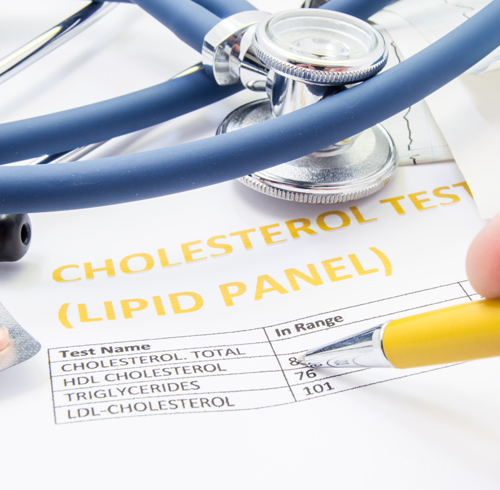 CHOLESTEROL TEST
(LIPID PANEL)
Test Name In Range
CHOLESTEROL. TOTAL
HDL CHOLESTEROL
TRIGLYCERIDES 76
LDL-CHOLESTEROL 101